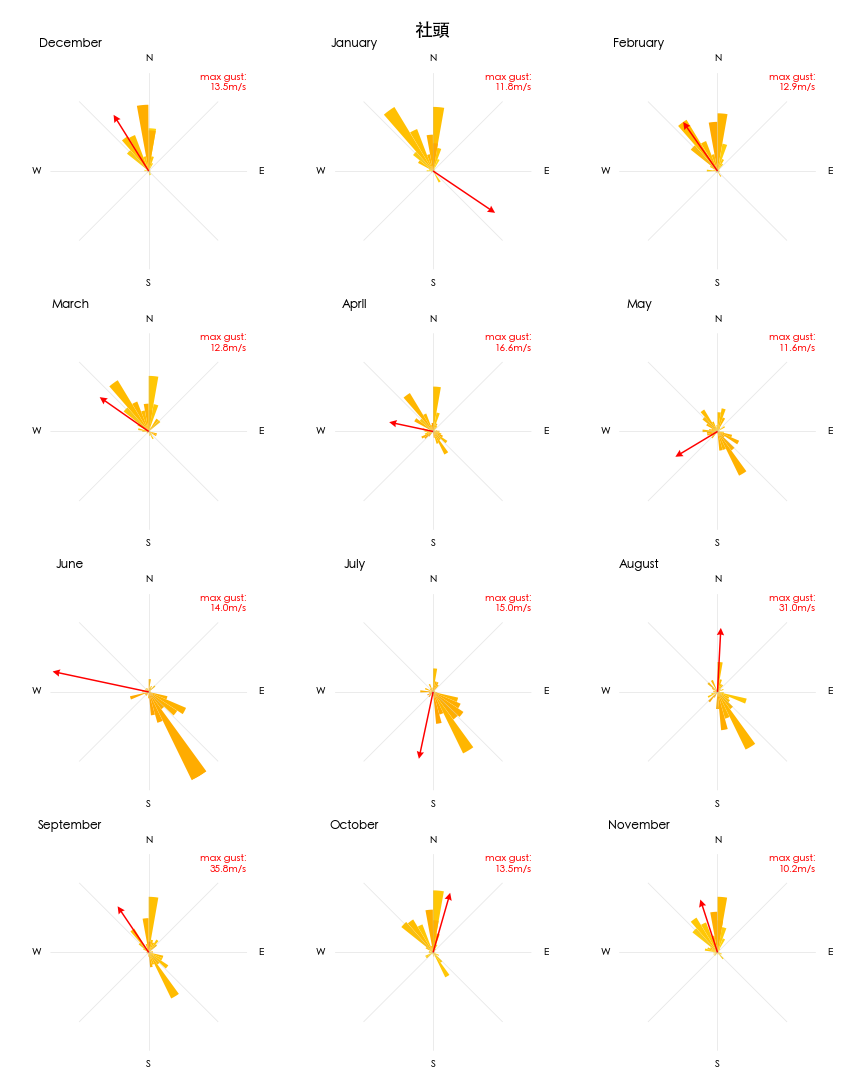 社頭
December
January
February
N
N
N
max gust:
13.5m/s
max gust:
11.8m/s
max gust:
12.9m/s
W
E
W
E
W
E
S
S
S
March
April
May
N
N
N
max gust:
12.8m/s
max gust:
16.6m/s
max gust:
11.6m/s
W
E
W
E
W
E
S
S
S
June
July
August
N
N
N
max gust:
14.0m/s
max gust:
15.0m/s
max gust:
31.0m/s
W
E
W
E
W
E
S
S
S
September
October
November
N
N
N
max gust:
35.8m/s
max gust:
13.5m/s
max gust:
10.2m/s
W
E
W
E
W
E
S
S
S